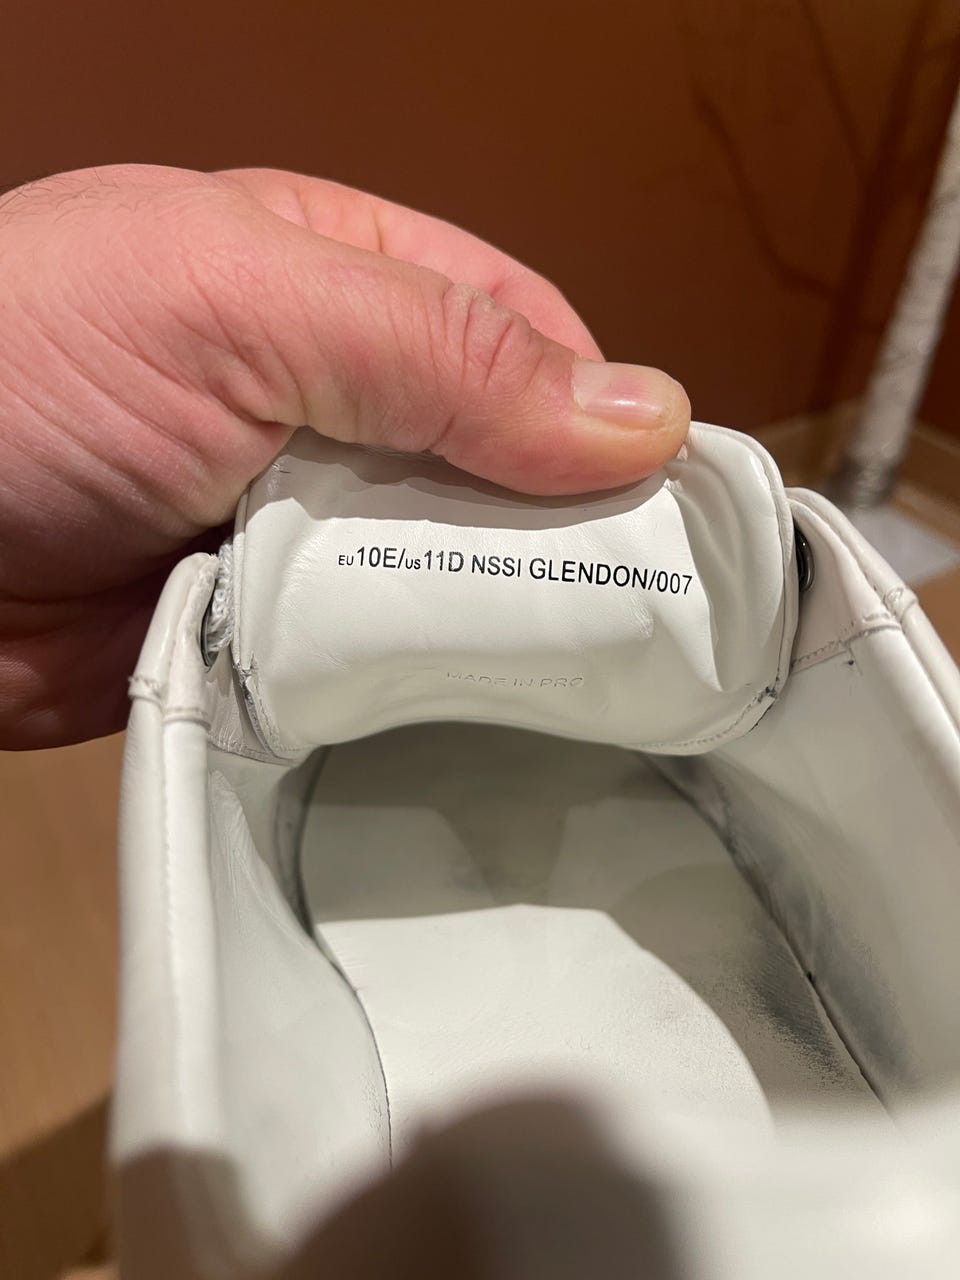 EU10E/US11D NSSI GLENDON/007
MADE IN PRC